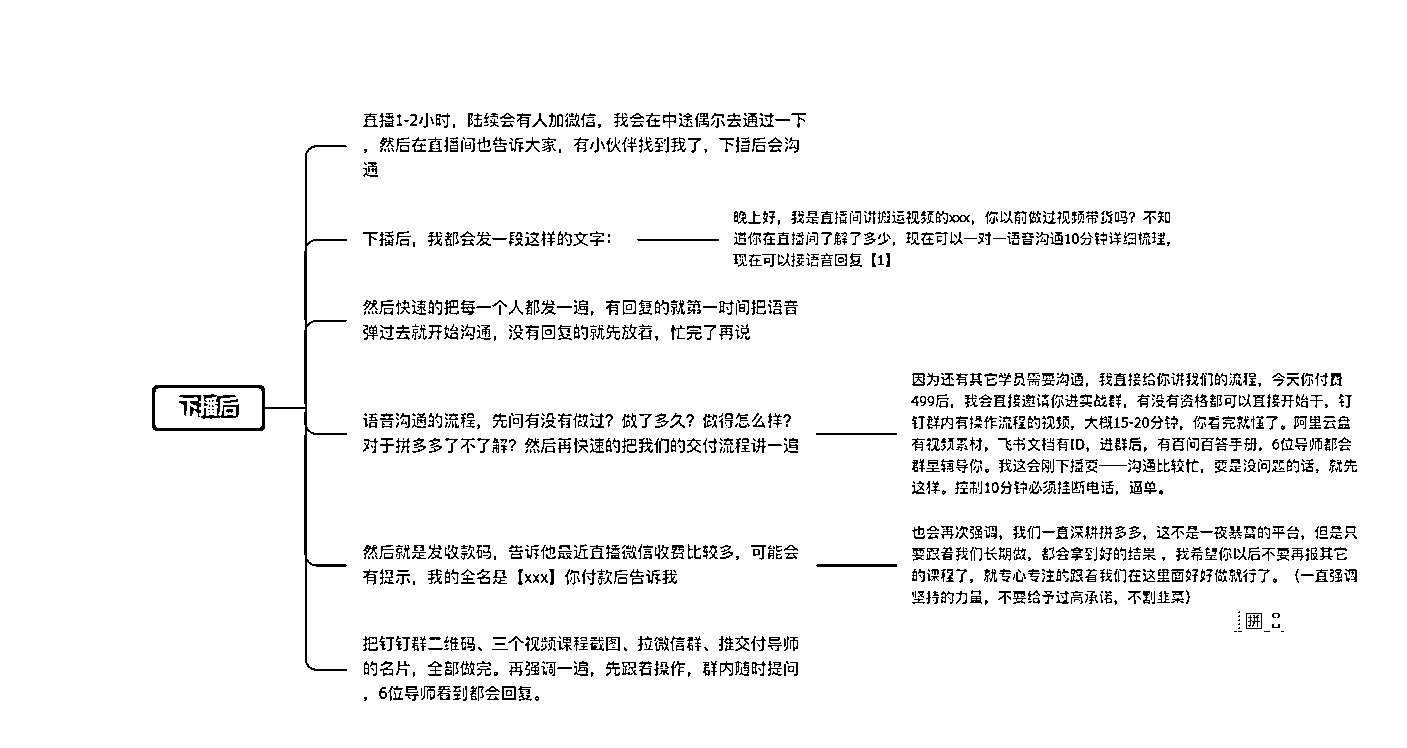 下播后
直播1-2小时，陆续会有人加微信，我会在中途偶尔去通过一下
，然后在直播间也告诉大家，有小伙伴找到我了，下播后会沟
通
下播后，我都会发一段这样的文字：
晚上好，我是直播间讲搬运视频的xxx，你以前做过视频带货吗？不知
道你在直播间了解了多少，现在可以一对一语音沟通10分钟详细梳理，
现在可以接语音回复【1】
然后快速的把每一个人都发一遍，有回复的就第一时间把语音
弹过去就开始沟通，没有回复的就先放着，忙完了再说
语音沟通的流程，先问有没有做过？做了多久？做得怎么样？
对于拼多多了不了解？然后再快速的把我们的交付流程讲一遍
因为还有其它学员需要沟通，我直接给你讲我们的流程，今天你付费
499后，我会直接邀请你进实战群，有没有资格都可以直接开始干，钉
钉群内有操作流程的视频，大概15-20分钟，你看完就懂了。阿里云盘
有视频素材，飞书文档有ID，进群后，有百问百答手册，6位导师都会
群里辅导你。我这会刚下播要一一沟通比较忙，要是没问题的话，就先
这样。控制10分钟必须挂断电话，逼单。
然后就是发收款码，告诉他最近直播微信收费比较多，可能会
有提示，我的全名是【xxx】你付款后告诉我
也会再次强调，我们一直深耕拼多多，这不是一夜暴富的平台，但是只
要跟着我们长期做，都会拿到好的结果，我希望你以后不要再报其它
的课程了，就专心专注的跟着我们在这里面好好做就行了。（一直强调
坚持的力量，不要给予过高承诺，不割韭菜）
拼
把钉钉群二维码、三个视频课程截图、拉微信群、推交付导师
的名片，全部做完。再强调一遍，先跟着操作，群内随时提问
，6位导师看到都会回复。